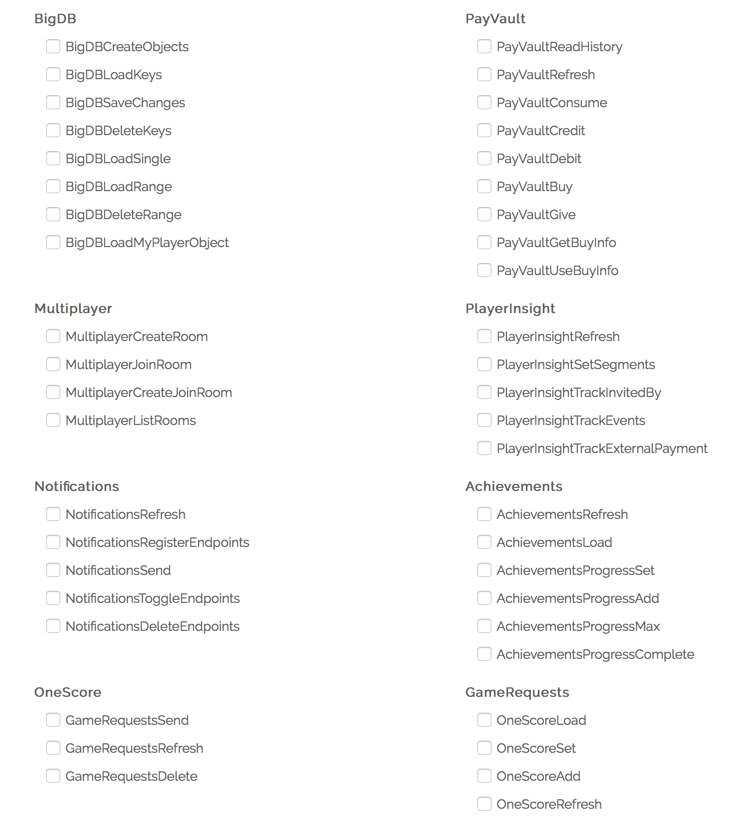 BigDB
BigDBCreateObjects
BigDBLoadKeys
BigDBSaveChanges
BigDBDeleteKeys
BigDBLoadSingle
BigDBLoadRange
BigDBDeleteRange
BigDBLoadMyPlayerObject
PayVault
PayVaultReadHistory
PayVaultRefresh
PayVaultConsume
PayVaultCredit
PayVaultDebit
PayVaultBuy
PayVaultGive
PayVaultGetBuyInfo
PayVaultUseBuyInfo
Multiplayer
MultiplayerCreateRoom
MultiplayerJoinRoom
MultiplayerCreateJoinRoom
MultiplayerListRooms
PlayerInsight
PlayerInsightRefresh
PlayerInsightSetSegments
PlayerInsightTrackInvitedBy
PlayerInsightTrackEvents
PlayerInsightTrackExternalPayment
Notifications
NotificationsRefresh
NotificationsRegisterEndpoints
NotificationsSend
NotificationsToggleEndpoints
NotificationsDeleteEndpoints
Achievements
AchievementsRefresh
AchievementsLoad
AchievementsProgressSet
AchievementsProgressAdd
AchievementsProgressMax
AchievementsProgressComplete
OneScore
GameRequestsSend
GameRequestsRefresh
GameRequestsDelete
GameRequests
OneScoreLoad
OneScoreSet
OneScoreAdd
OneScoreRefresh